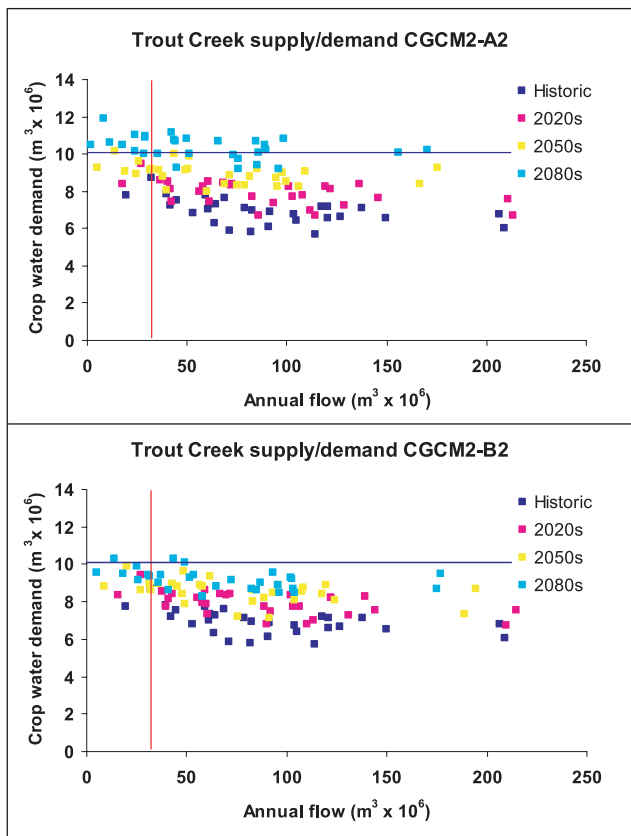 Trout Creek supply/demand CGCM2-A2
Crop water demand (m³ x 10⁶)
14
12
10
8
6
4
2
0
0 50 100 150 200 250
Annual flow (m³ x 10⁶)
Historic
2020s
2050s
2080s
Trout Creek supply/demand CGCM2-B2
Crop water demand (m³ x 10⁶)
14
12
10
8
6
4
2
0
0 50 100 150 200 250
Annual flow (m³ x 10⁶)
Historic
2020s
2050s
2080s